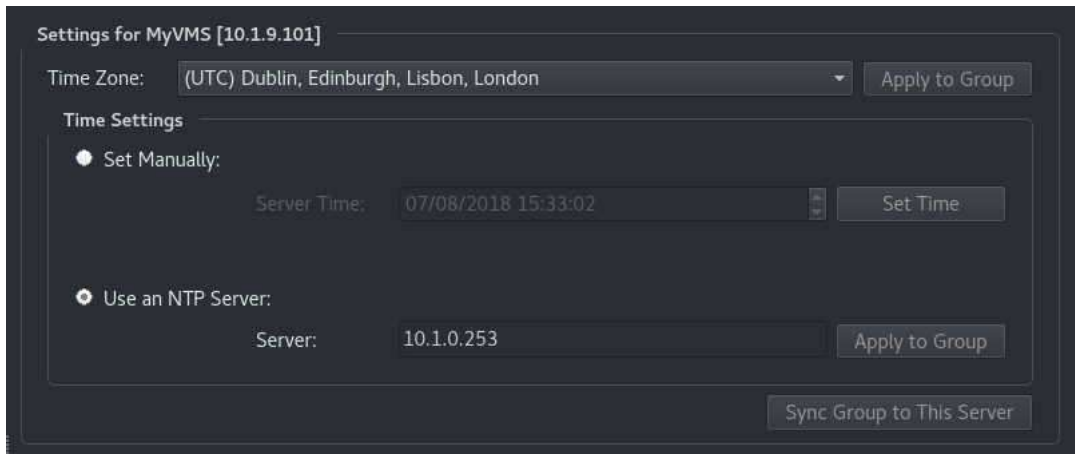 Settings for MyVMS [10.1.9.101]
Time Zone: (UTC) Dublin, Edinburgh, Lisbon, London Apply to Group
Time Settings
Set Manually:
Server Time: 07/08/2018 15:33:02 Set Time
Use an NTP Server:
Server: 10.1.0.253 Apply to Group
Sync Group to This Server